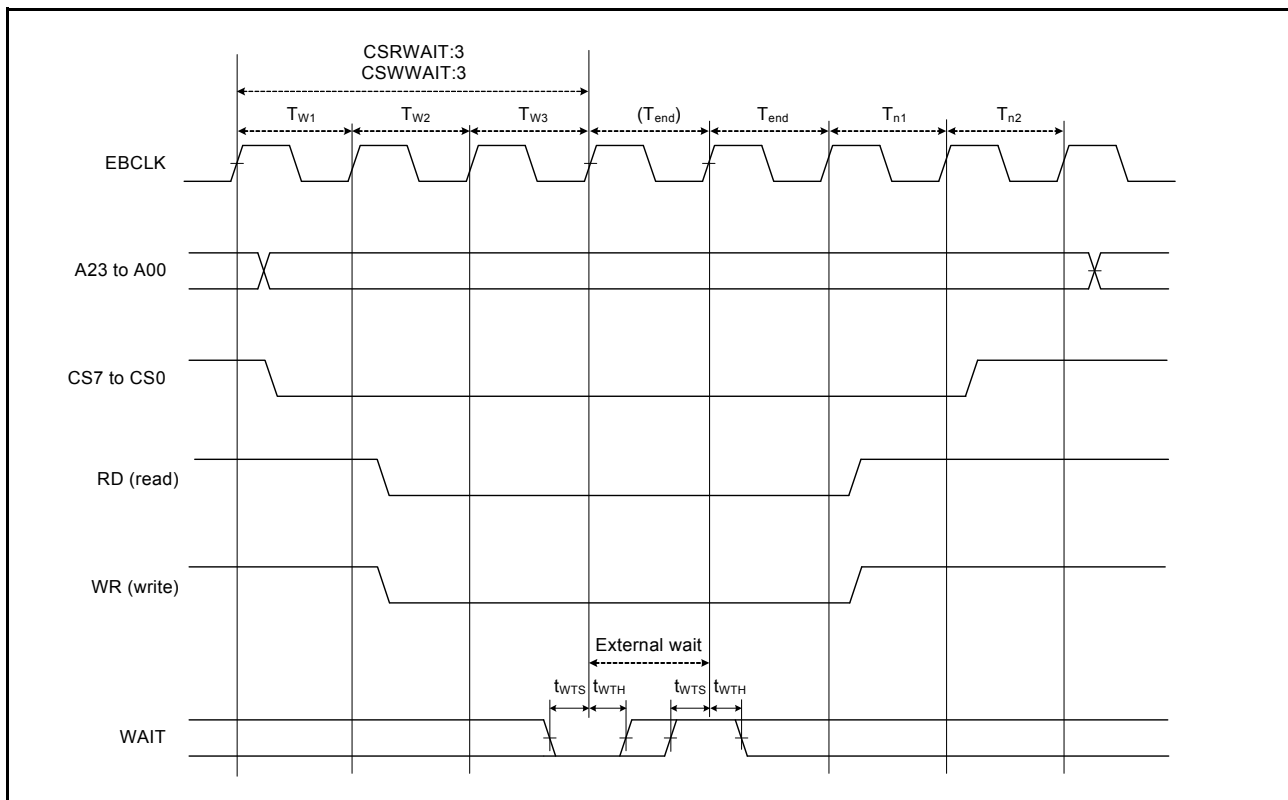 CSRWAIT:3
CSWWAIT:3
TW1 TW2 TW3 (Tend) Tend Tn1 Tn2
EBCLK
A23 to A00
CS7 to CS0
RD (read)
WR (write)
External wait
tWTS tWTH tWTS tWTH
WAIT